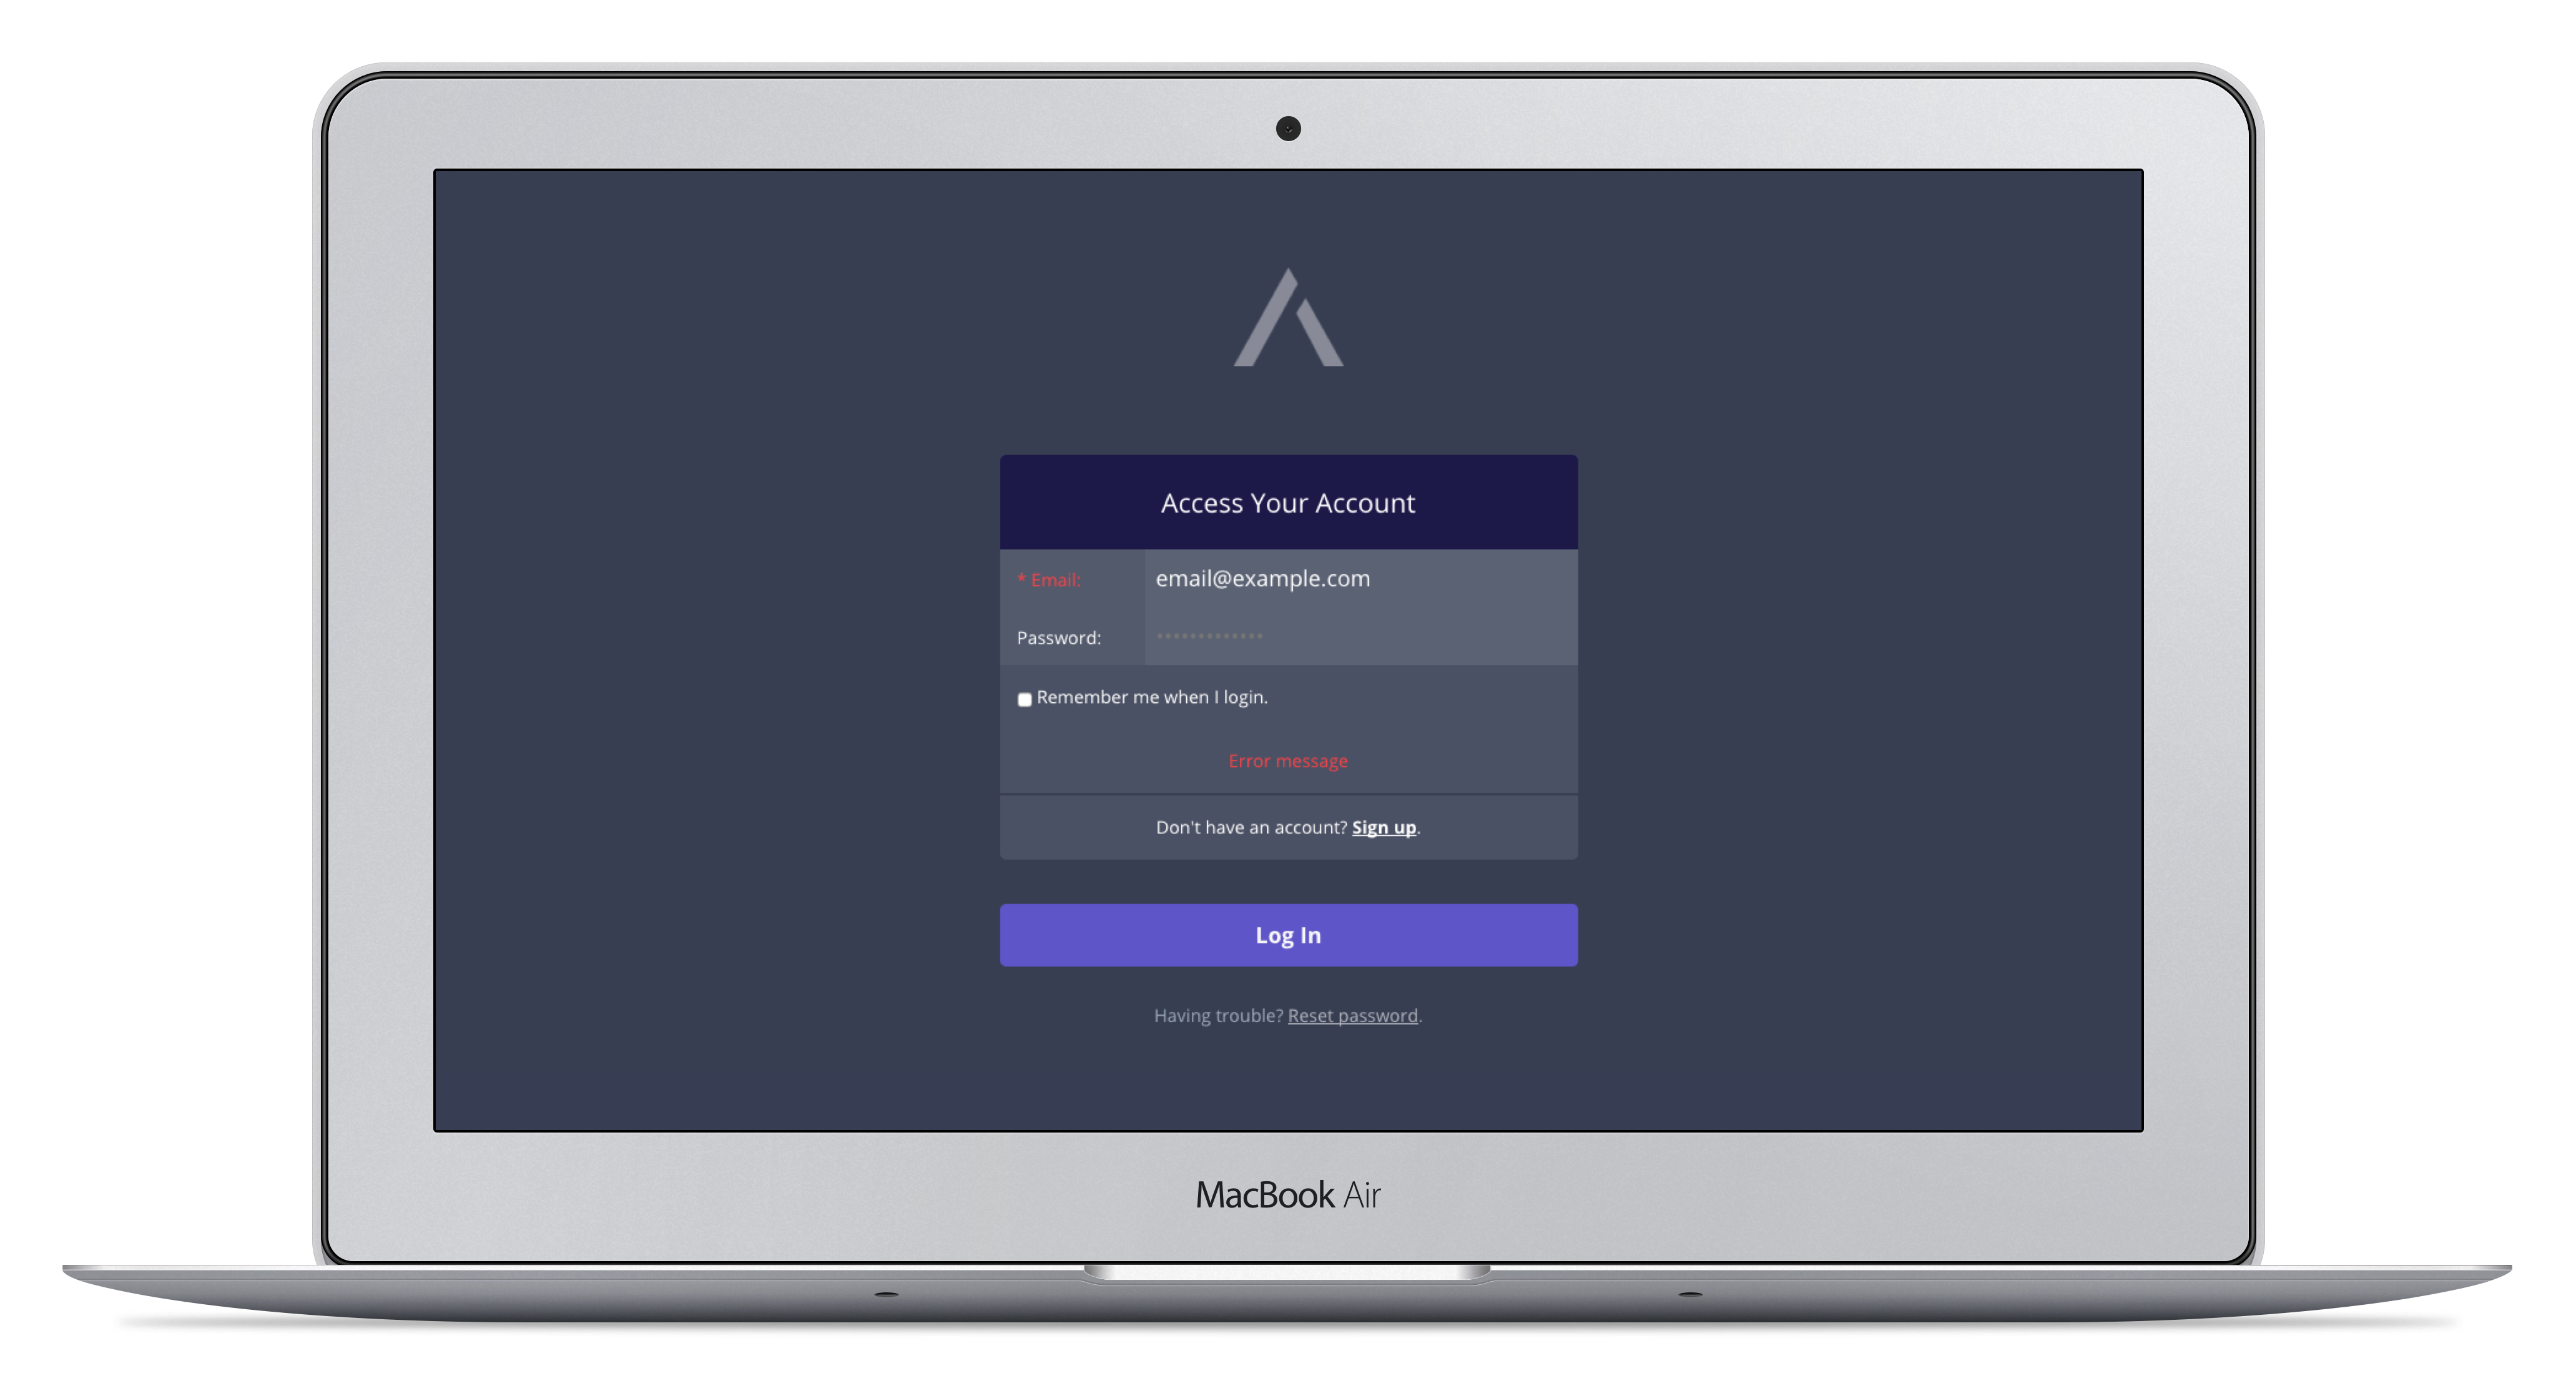 Access Your Account
* Email: email@example.com
Password: •••••••••••••
Remember me when I login.
Error message
Don't have an account? Sign up.
Log In
Having trouble? Reset password.
MacBook Air